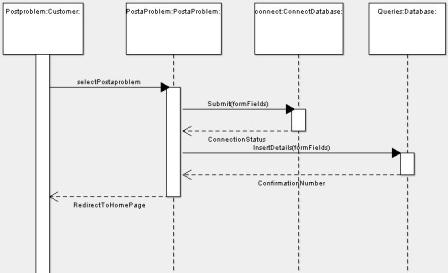 Postproblem:Customer:
PostaProblem:PostaProblem:
connect:ConnectDatabase:
Queries:Database:
selectPostaproblem
Submit(formFields)
ConnectionStatus
InsertDetails(formFields)
ConfirmationNumber
RedirectToHomePage